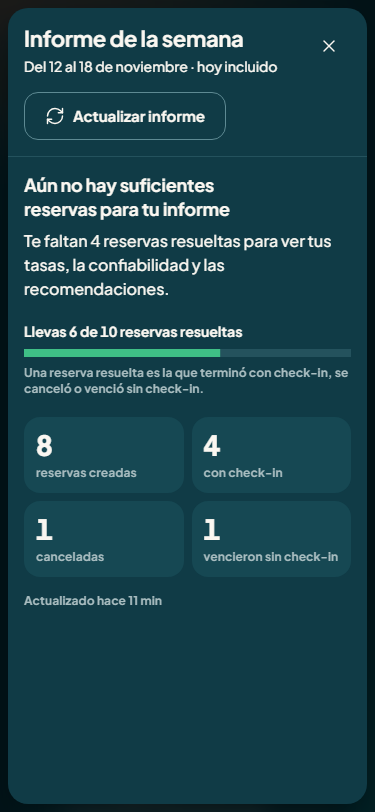 Informe de la semana
Del 12 al 18 de noviembre · hoy incluido
Actualizar informe
Aún no hay suficientes
reservas para tu informe
Te faltan 4 reservas resueltas para ver tus
tasas, la confiabilidad y las
recomendaciones.
Llevas 6 de 10 reservas resueltas
Una reserva resuelta es la que terminó con check-in, se
canceló o venció sin check-in.
8
reservas creadas
4
con check-in
1
canceladas
1
vencieron sin check-in
Actualizado hace 11 min